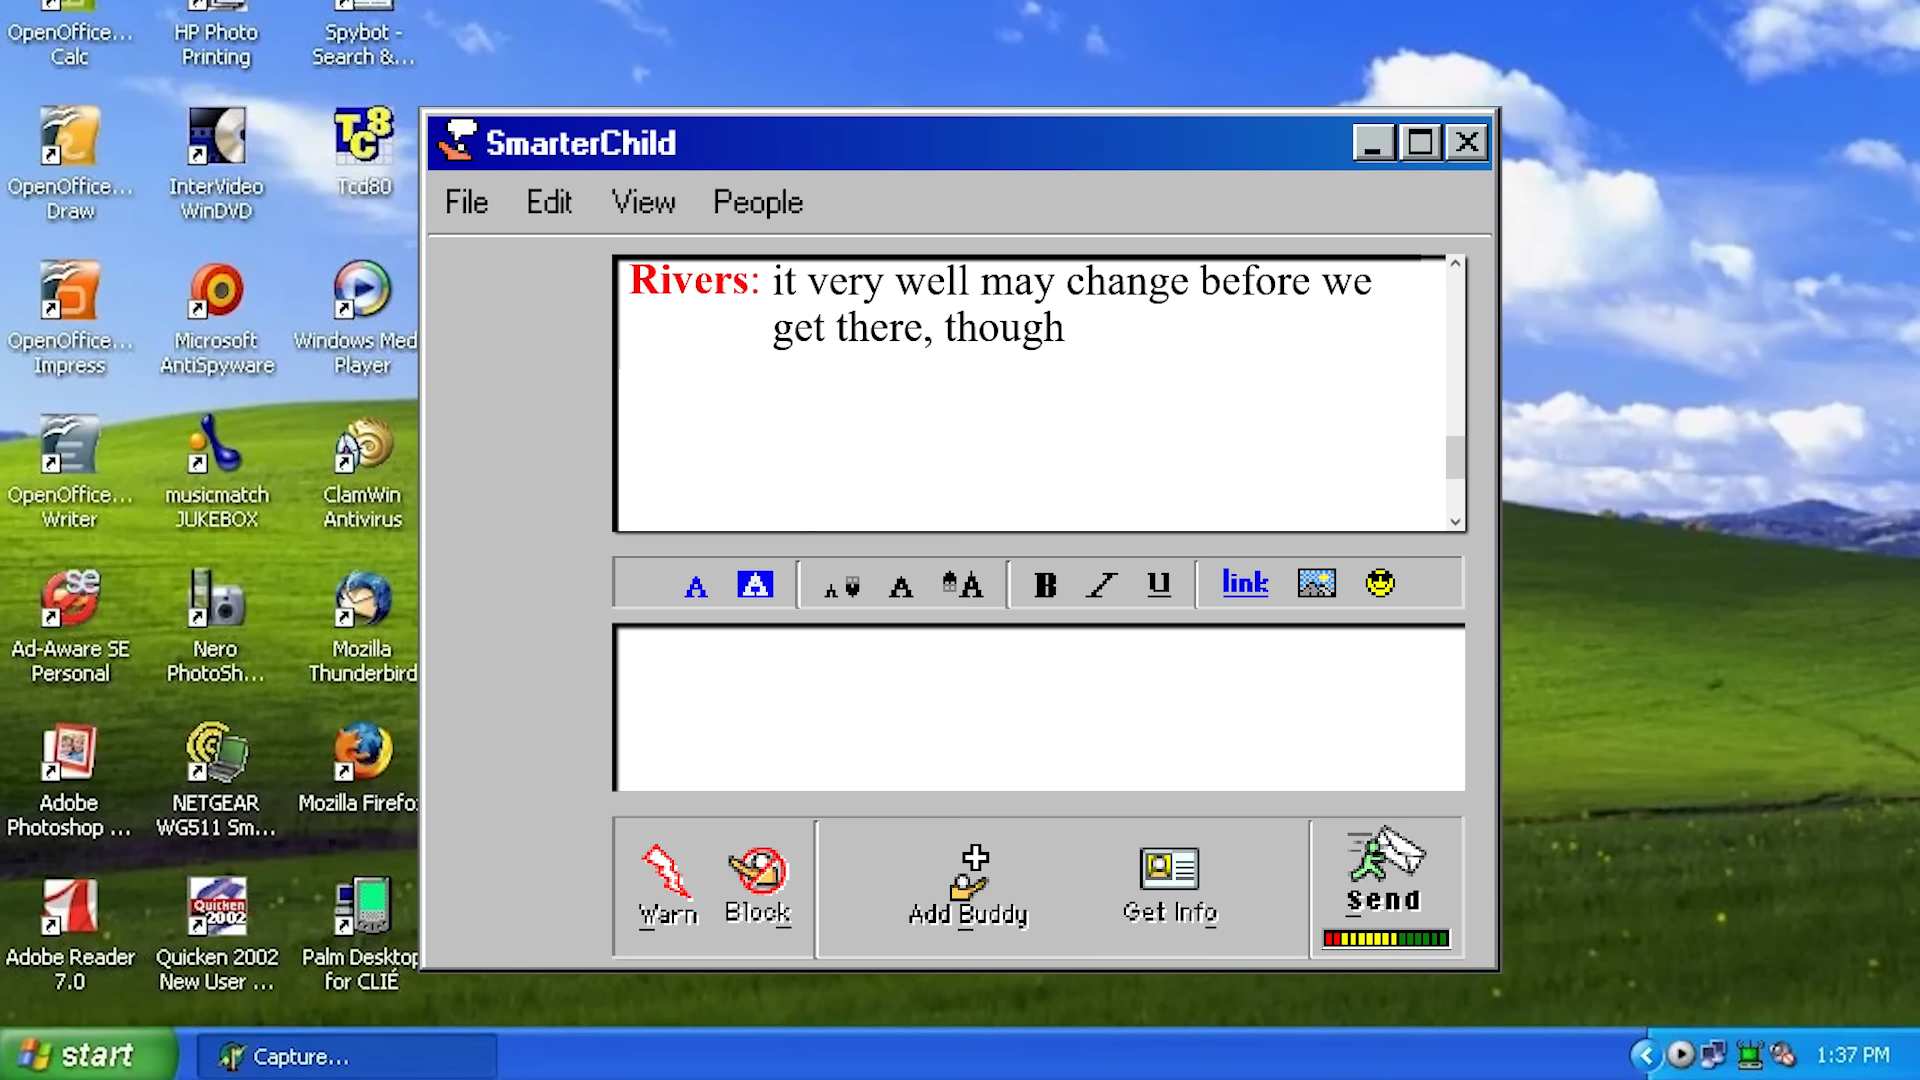 OpenOffice...
Calc
HP Photo
Printing
Spybot -
Search &...
OpenOffice...
Draw
InterVideo
WinDVD
TC8
Tcd80
OpenOffice...
Impress
Microsoft
AntiSpyware
Windows Med
Player
OpenOffice...
Writer
musicmatch
JUKEBOX
ClamWin
Antivirus
se
Ad-Aware SE
Personal
Nero
PhotoSh...
Mozilla
Thunderbird
Adobe
Photoshop ...
NETGEAR
WG511 Sm...
Mozilla Firefo
Adobe Reader
7.0
Quicken
2002
Quicken 2002
New User ...
Palm Desktop
for CLIÉ
SmarterChild
File Edit View People
Rivers: it very well may change before we
get there, though
A A A A A B I U link
Warn Block Add Buddy Get Info Send
start
Capture...
1:37 PM